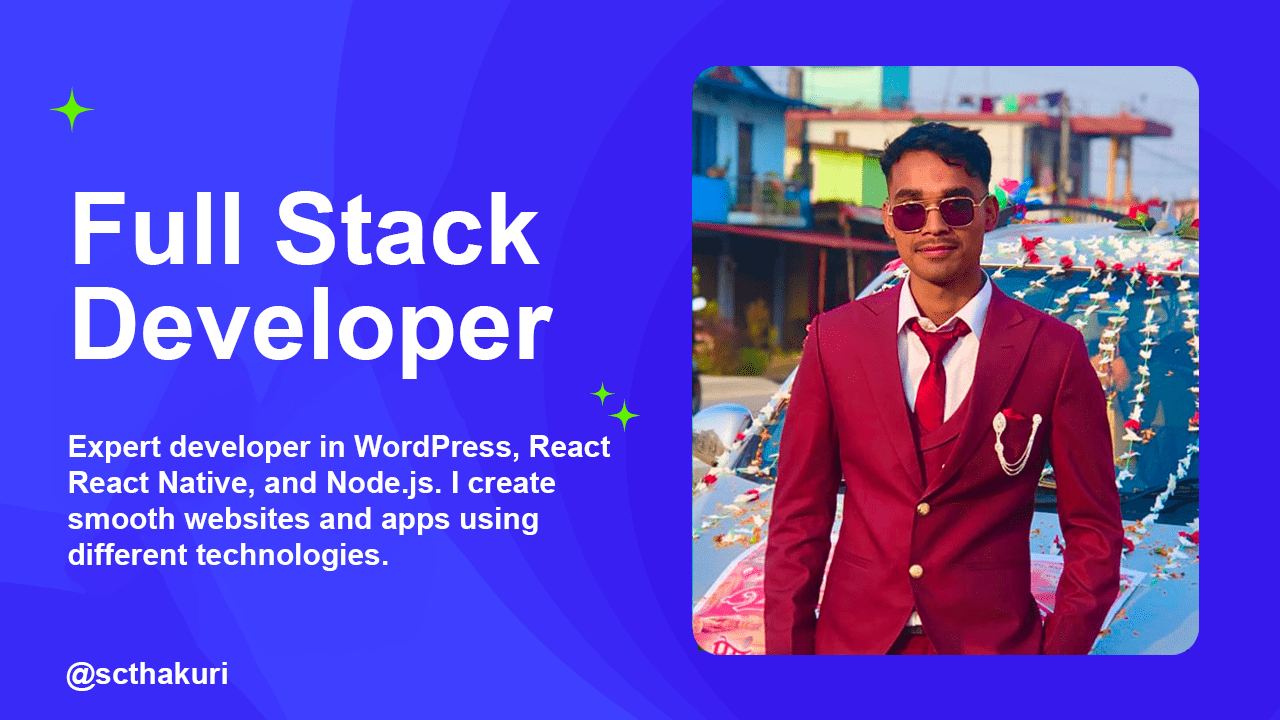 Full Stack
Developer
Expert developer in WordPress, React
React Native, and Node.js. I create
smooth websites and apps using
different technologies.
@scthakuri